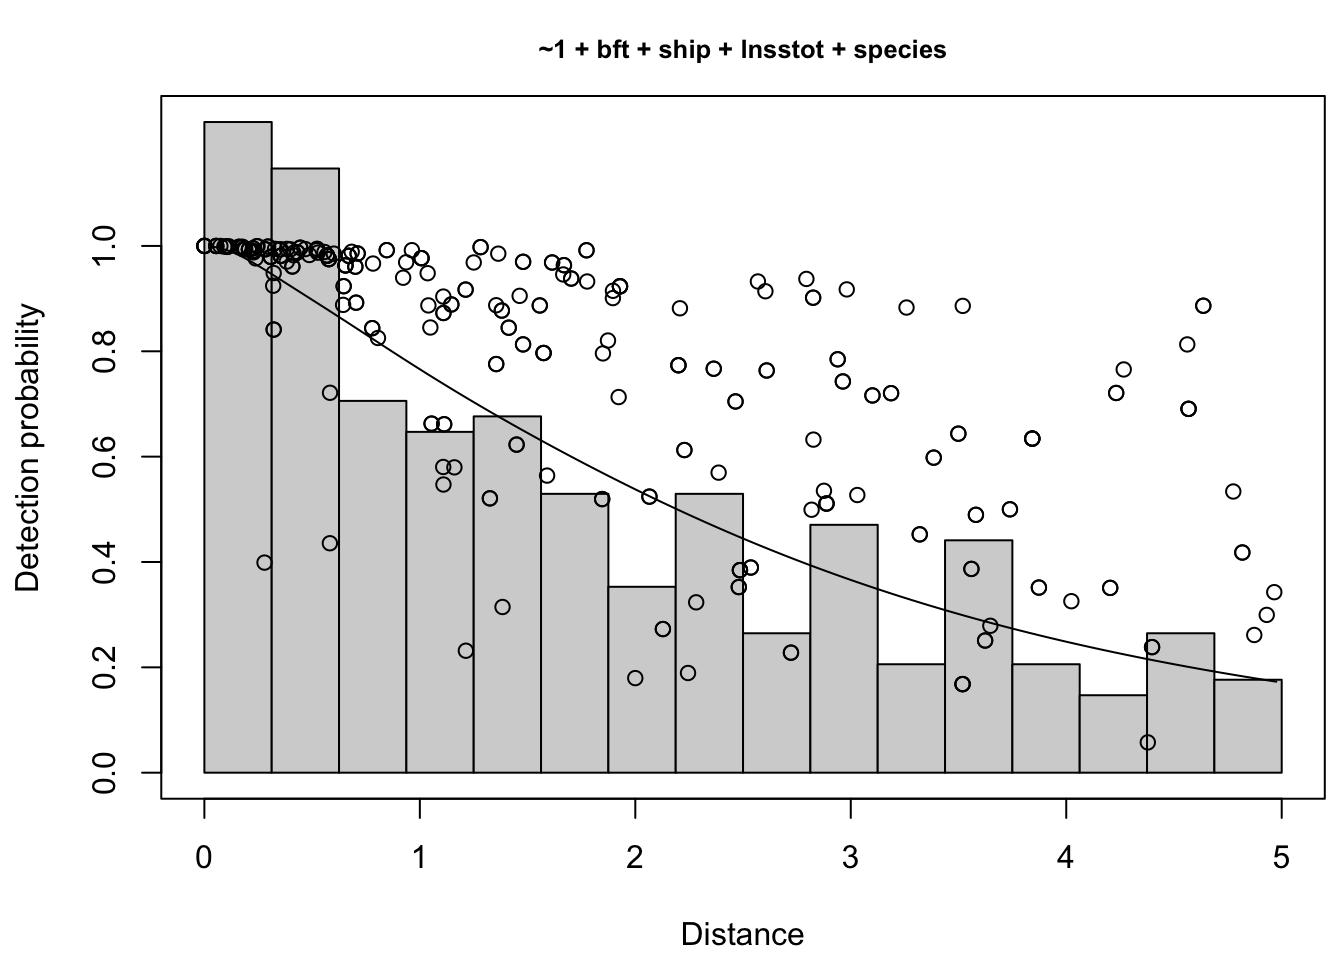 ~1 + bft + ship + lnsstot + species
Detection probability
1.0
0.8
0.6
0.4
0.2
0.0
0 1 2 3 4 5
Distance